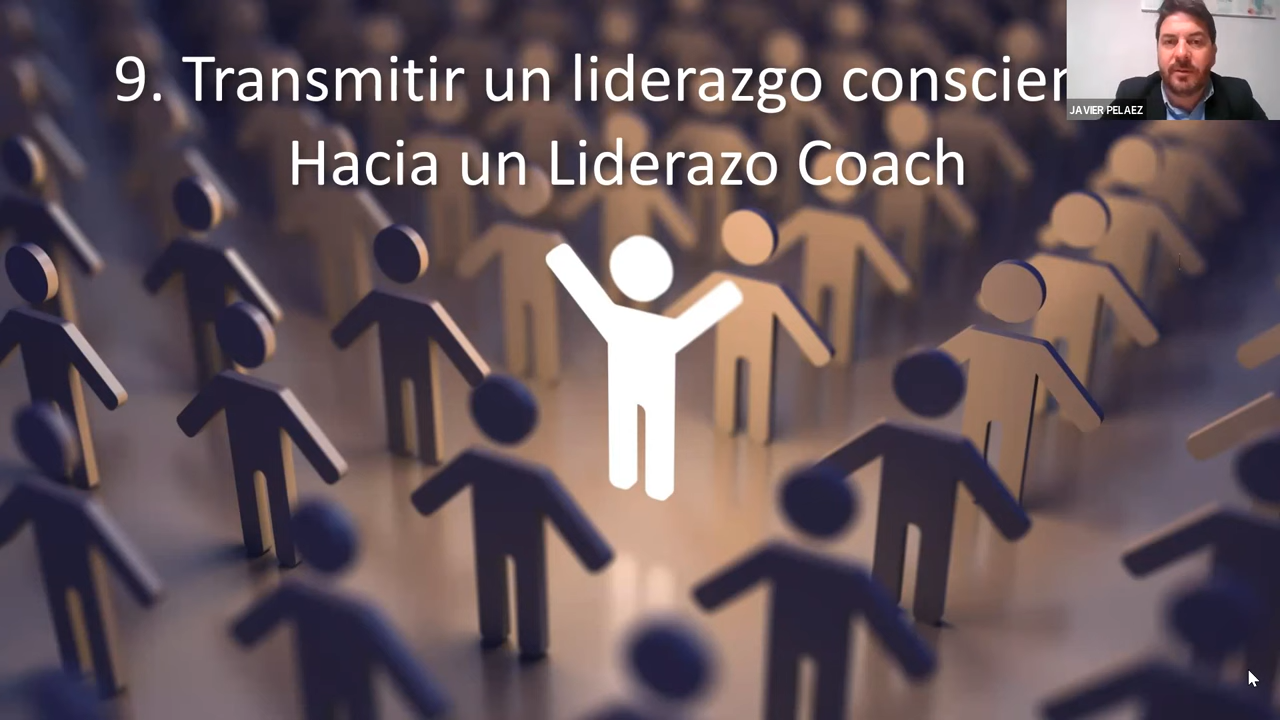 9. Transmitir un liderazgo conscien
Hacia un Liderazo Coach
JAVIER PELAEZ